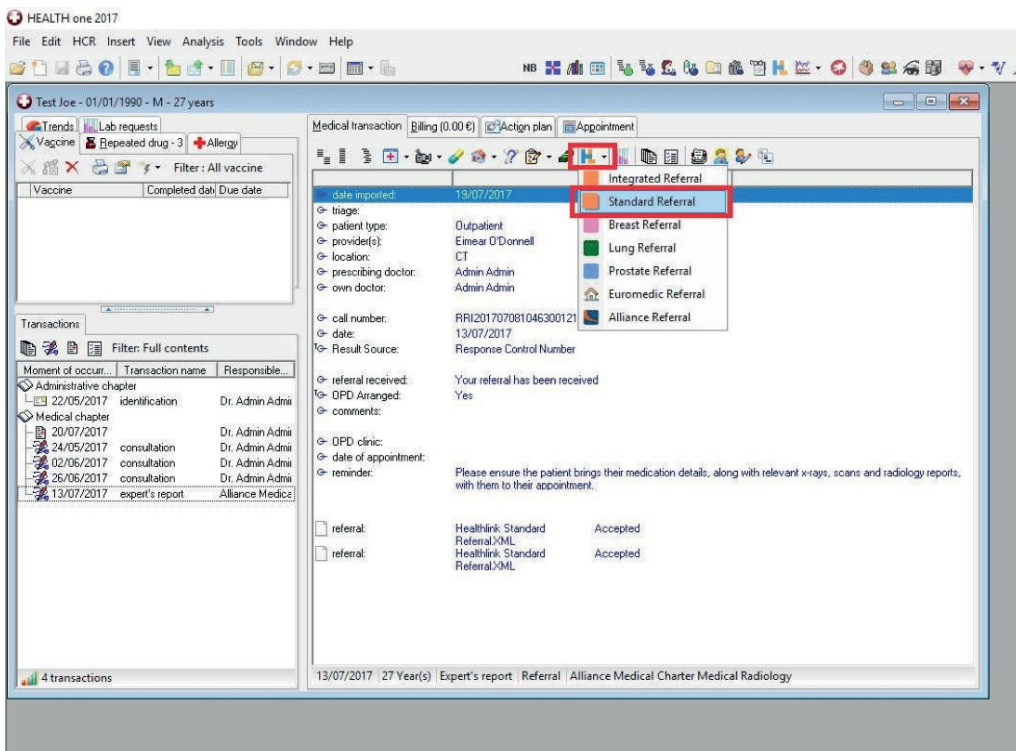 HEALTH one 2017
File Edit HCR Insert View Analysis Tools Window Help
NB
Test Joe - 01/01/1990 - M - 27 years
Trends Lab requests
Vaccine Repeated drug - 3 Allergy
Filter : All vaccine
Vaccine Completed dat Due date
Transactions
Filter: Full contents
Moment of occurr... Transaction name Responsible...
Administrative chapter
22/05/2017 identification Dr. Admin Admi
Medical chapter
20/07/2017 Dr. Admin Admi
24/05/2017 consultation Dr. Admin Admi
02/06/2017 consultation Dr. Admin Admi
26/06/2017 consultation Dr. Admin Admi
13/07/2017 expert's report Alliance Medica
4 transactions
Medical transaction Billing (0.00 €) Action plan Appointment
H
Integrated Referral
Standard Referral
Breast Referral
Lung Referral
Prostate Referral
Euromedic Referral
Alliance Referral
date imported: 19/07/2017
triage:
patient type: Outpatient
provider(s): Eimear O'Donnell
location: CT
prescribing doctor: Admin Admin
own doctor: Admin Admin
call number: RRI201707081046300121
date: 13/07/2017
Result Source: Response Control Number
referral received: Your referral has been received
OPD Arranged: Yes
comments:
OPD clinic:
date of appointment:
reminder: Please ensure the patient brings their medication details, along with relevant x-rays, scans and radiology reports,
with them to their appointment.
referral: Healthlink Standard Accepted
Referral.XML
referral: Healthlink Standard Accepted
Referral.XML
13/07/2017 27 Year(s) Expert's report Referral Alliance Medical Charter Medical Radiology